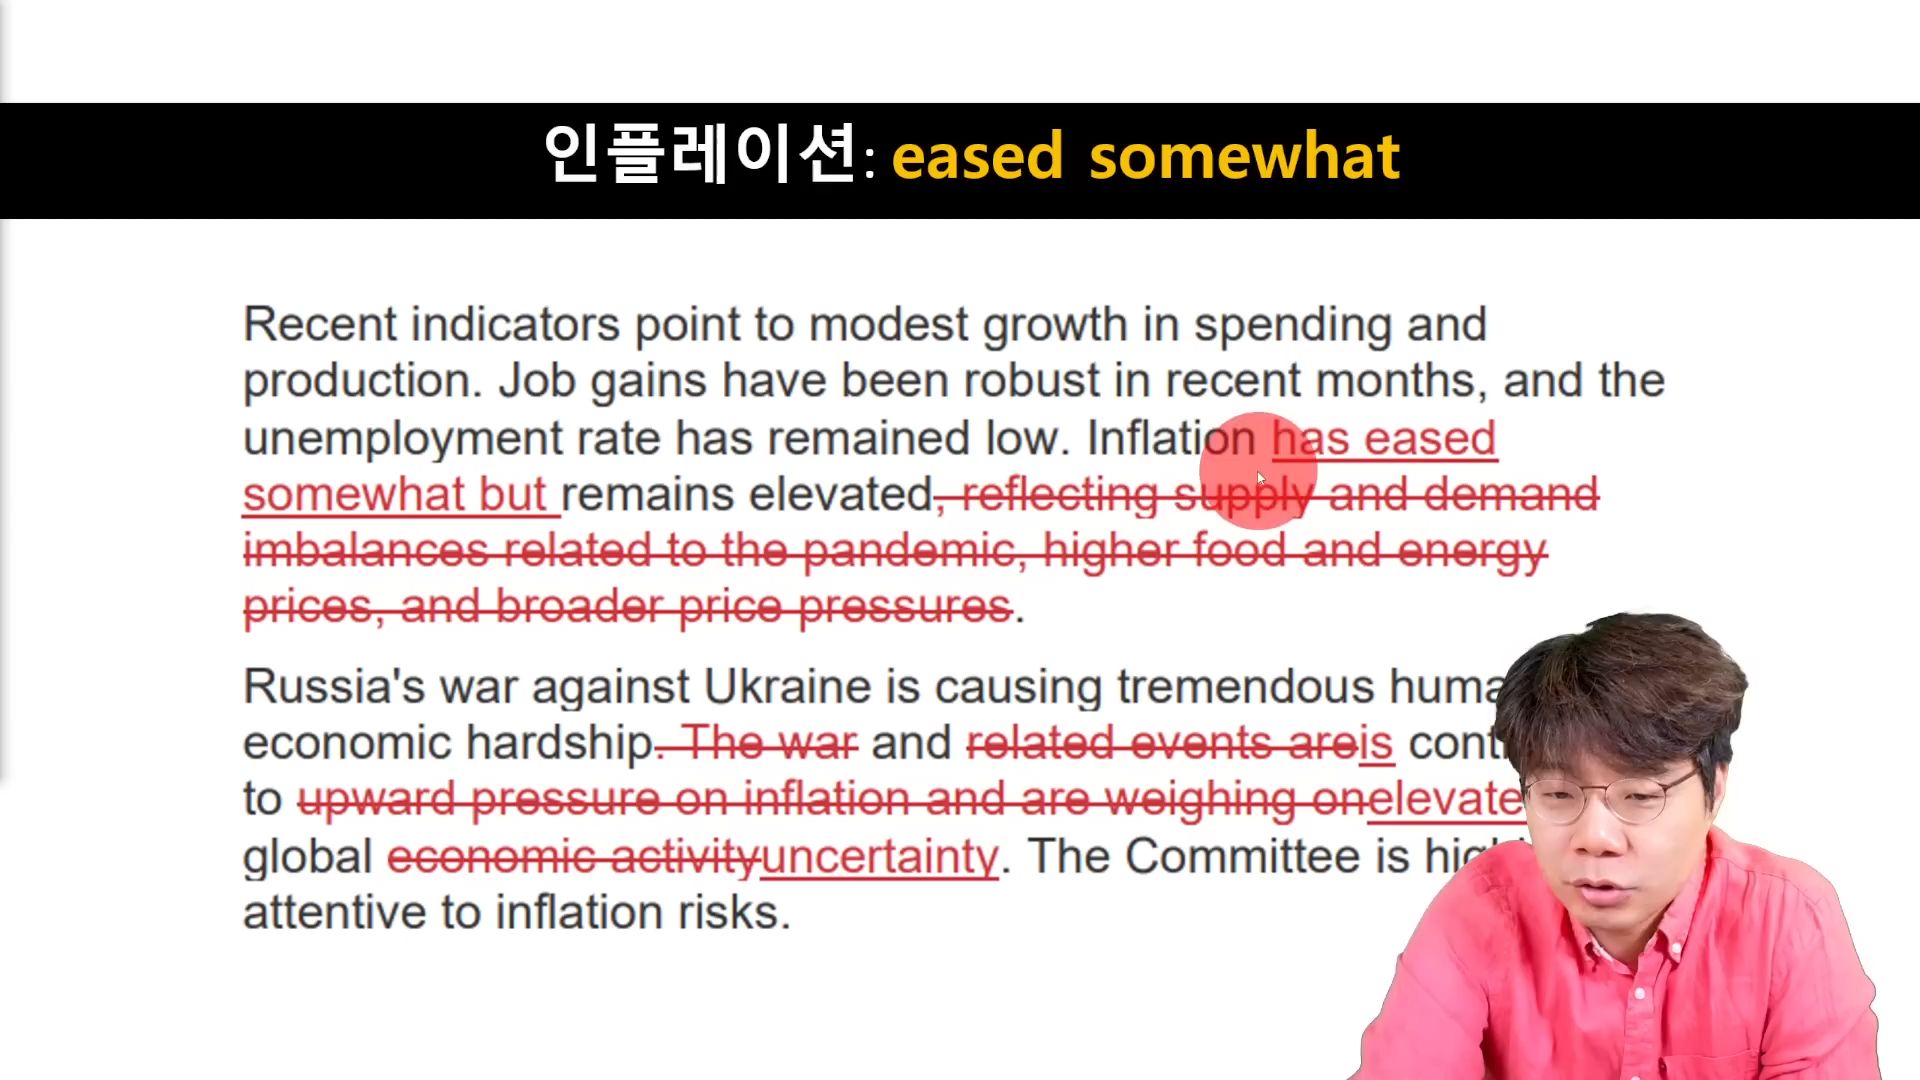 인플레이션: eased somewhat
Recent indicators point to modest growth in spending and
production. Job gains have been robust in recent months, and the
unemployment rate has remained low. Inflation has eased
somewhat but remains elevated, reflecting supply and demand
imbalances related to the pandemic, higher food and energy
prices, and broader price pressures.
Russia's war against Ukraine is causing tremendous
economic hardship. The war and related events areis
to upward pressure on inflation and are weighing onelevate
global economic activityuncertainty. The Committee is
attentive to inflation risks.